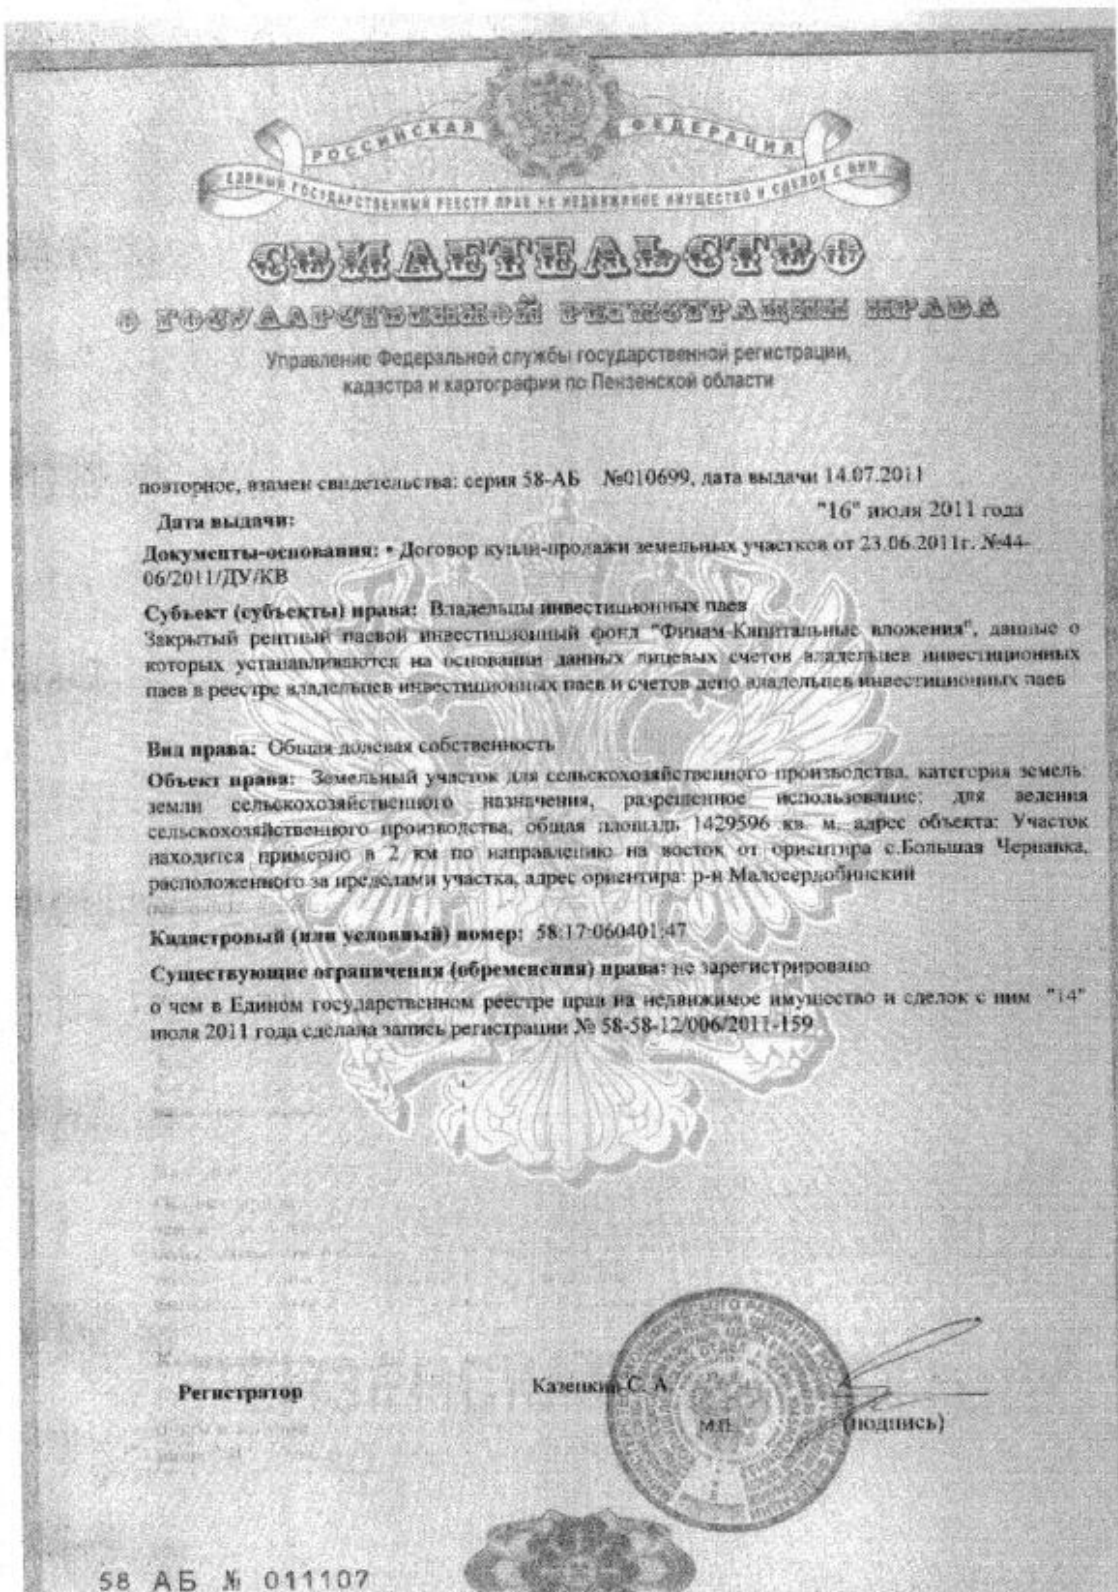 РОССИЙСКАЯ ФЕДЕРАЦИЯ
ЕДИНЫЙ ГОСУДАРСТВЕННЫЙ РЕЕСТР ПРАВ НА НЕДВИЖИМОЕ ИМУЩЕСТВО И СДЕЛОК С НИМ
СВИДЕТЕЛЬСТВО
О ГОСУДАРСТВЕННОЙ РЕГИСТРАЦИИ ПРАВА
Управление Федеральной службы государственной регистрации,
кадастра и картографии по Пензенской области
повторное, взамен свидетельства: серия 58-АБ №010699, дата выдачи 14.07.2011
Дата выдачи: "16" июля 2011 года
Документы-основания: • Договор купли-продажи земельных участков от 23.06.2011г. №44-
06/2011/ДУ/КВ
Субъект (субъекты) права: Владельцы инвестиционных паев
Закрытый рентный паевой инвестиционный фонд "Финам-Капитальные вложения", данные о
которых устанавливаются на основании данных лицевых счетов владельцев инвестиционных
паев в реестре владельцев инвестиционных паев и счетов депо владельцев инвестиционных паев
Вид права: Общая долевая собственность
Объект права: Земельный участок для сельскохозяйственного производства, категория земель:
земли сельскохозяйственного назначения, разрешенное использование: для ведения
сельскохозяйственного производства, общая площадь 1429596 кв. м, адрес объекта: Участок
находится примерно в 2 км по направлению на восток от ориентира с.Большая Чернавка,
расположенного за пределами участка, адрес ориентира: р-н Малосердобинский
Кадастровый (или условный) номер: 58:17:060401:47
Существующие ограничения (обременения) права: не зарегистрировано
о чем в Едином государственном реестре прав на недвижимое имущество и сделок с ним "14"
июля 2011 года сделана запись регистрации № 58-58-12/006/2011-159
Регистратор Казенкин С. А.
М.П. (подпись)
58 АБ № 011107